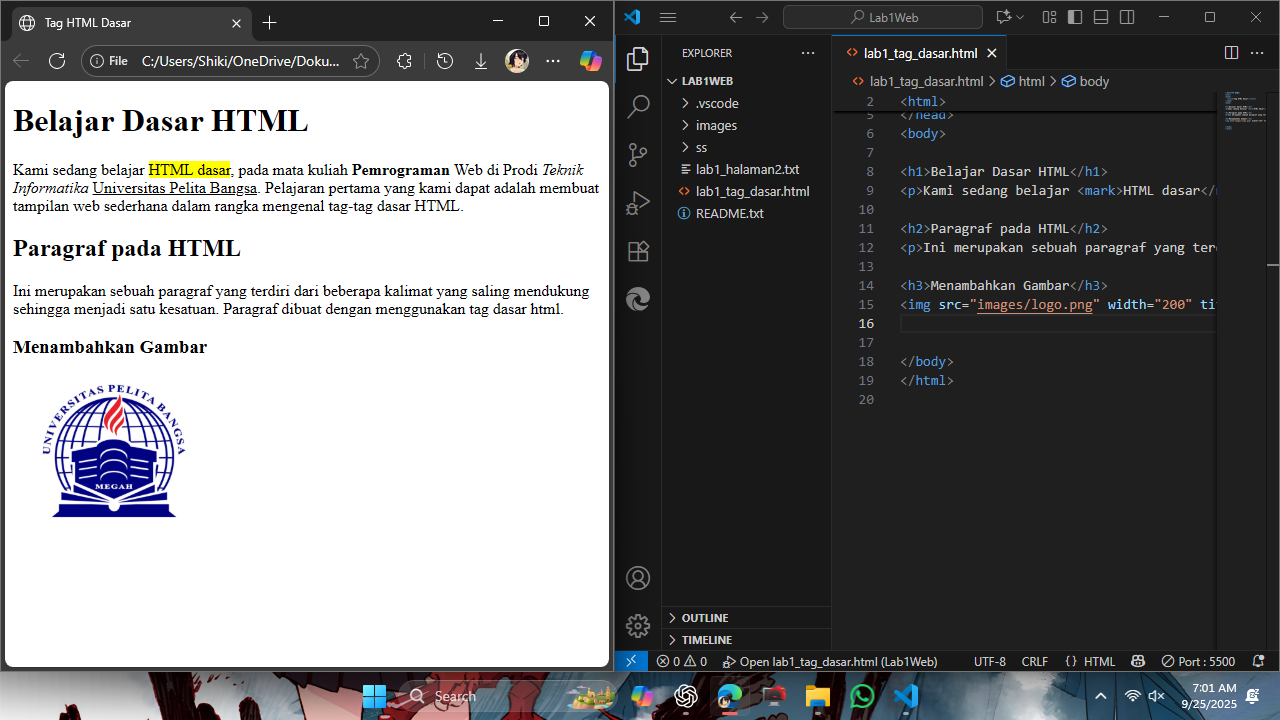 Tag HTML Dasar
File C:/Users/Shiki/OneDrive/Doku...
Belajar Dasar HTML
Kami sedang belajar HTML dasar, pada mata kuliah Pemrograman Web di Prodi Teknik
Informatika Universitas Pelita Bangsa. Pelajaran pertama yang kami dapat adalah membuat
tampilan web sederhana dalam rangka mengenal tag-tag dasar HTML.
Paragraf pada HTML
Ini merupakan sebuah paragraf yang terdiri dari beberapa kalimat yang saling mendukung
sehingga menjadi satu kesatuan. Paragraf dibuat dengan menggunakan tag dasar html.
Menambahkan Gambar
UNIVERSITAS PELITA BANGSA
MEGAH
Lab1Web
EXPLORER
LAB1WEB
.vscode
images
ss
lab1_halaman2.txt
lab1_tag_dasar.html
README.txt
OUTLINE
TIMELINE
lab1_tag_dasar.html
lab1_tag_dasar.html > html > body
2 <html>
5 </head>
6 <body>
7
8 <h1>Belajar Dasar HTML</h1>
9 <p>Kami sedang belajar <mark>HTML dasar</
10
11 <h2>Paragraf pada HTML</h2>
12 <p>Ini merupakan sebuah paragraf yang
13
14 <h3>Menambahkan Gambar</h3>
15 <img src="images/logo.png" width="200"
16
17
18 </body>
19 </html>
20
0 0 Open lab1_tag_dasar.html (Lab1Web) UTF-8 CRLF {} HTML Port : 5500
Search
7:01 AM
9/25/2025